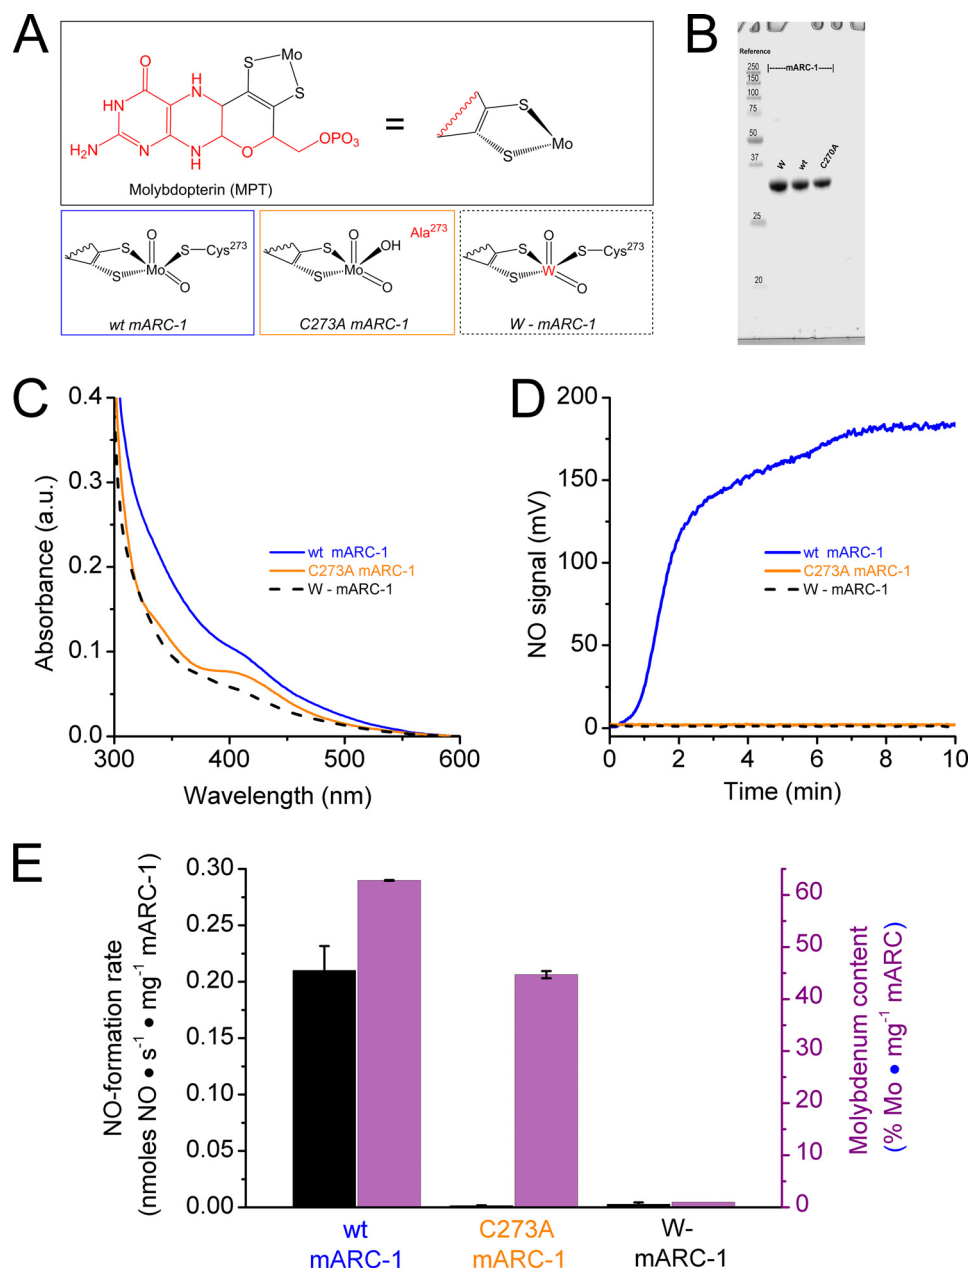 A
O
HN
H₂N
N
H
N
N
H
O
OPO₃
S
S
Mo
=
S
S
Mo
Molybdopterin (MPT)
S
S
O
Mo
O
S
Cys²⁷³
wt mARC-1
S
S
O
Mo
OH
O
Ala²⁷³
C273A mARC-1
S
S
O
W
O
S
Cys²⁷³
W - mARC-1
B
Reference
|------mARC-1-----|
250
150
100
75
50
37
25
20
W
wt
C270A
C
Absorbance (a.u.)
0.4
0.3
0.2
0.1
0.0
300
400
500
600
Wavelength (nm)
wt mARC-1
C273A mARC-1
W - mARC-1
D
NO signal (mV)
200
150
100
50
0
0
2
4
6
8
10
Time (min)
wt mARC-1
C273A mARC-1
W - mARC-1
E
NO-formation rate
(nmoles NO • s⁻¹ • mg⁻¹ mARC-1)
0.30
0.25
0.20
0.15
0.10
0.05
0.00
60
50
40
30
20
10
0
Molybdenum content
(% Mo • mg⁻¹ mARC)
wt
mARC-1
C273A
mARC-1
W-
mARC-1